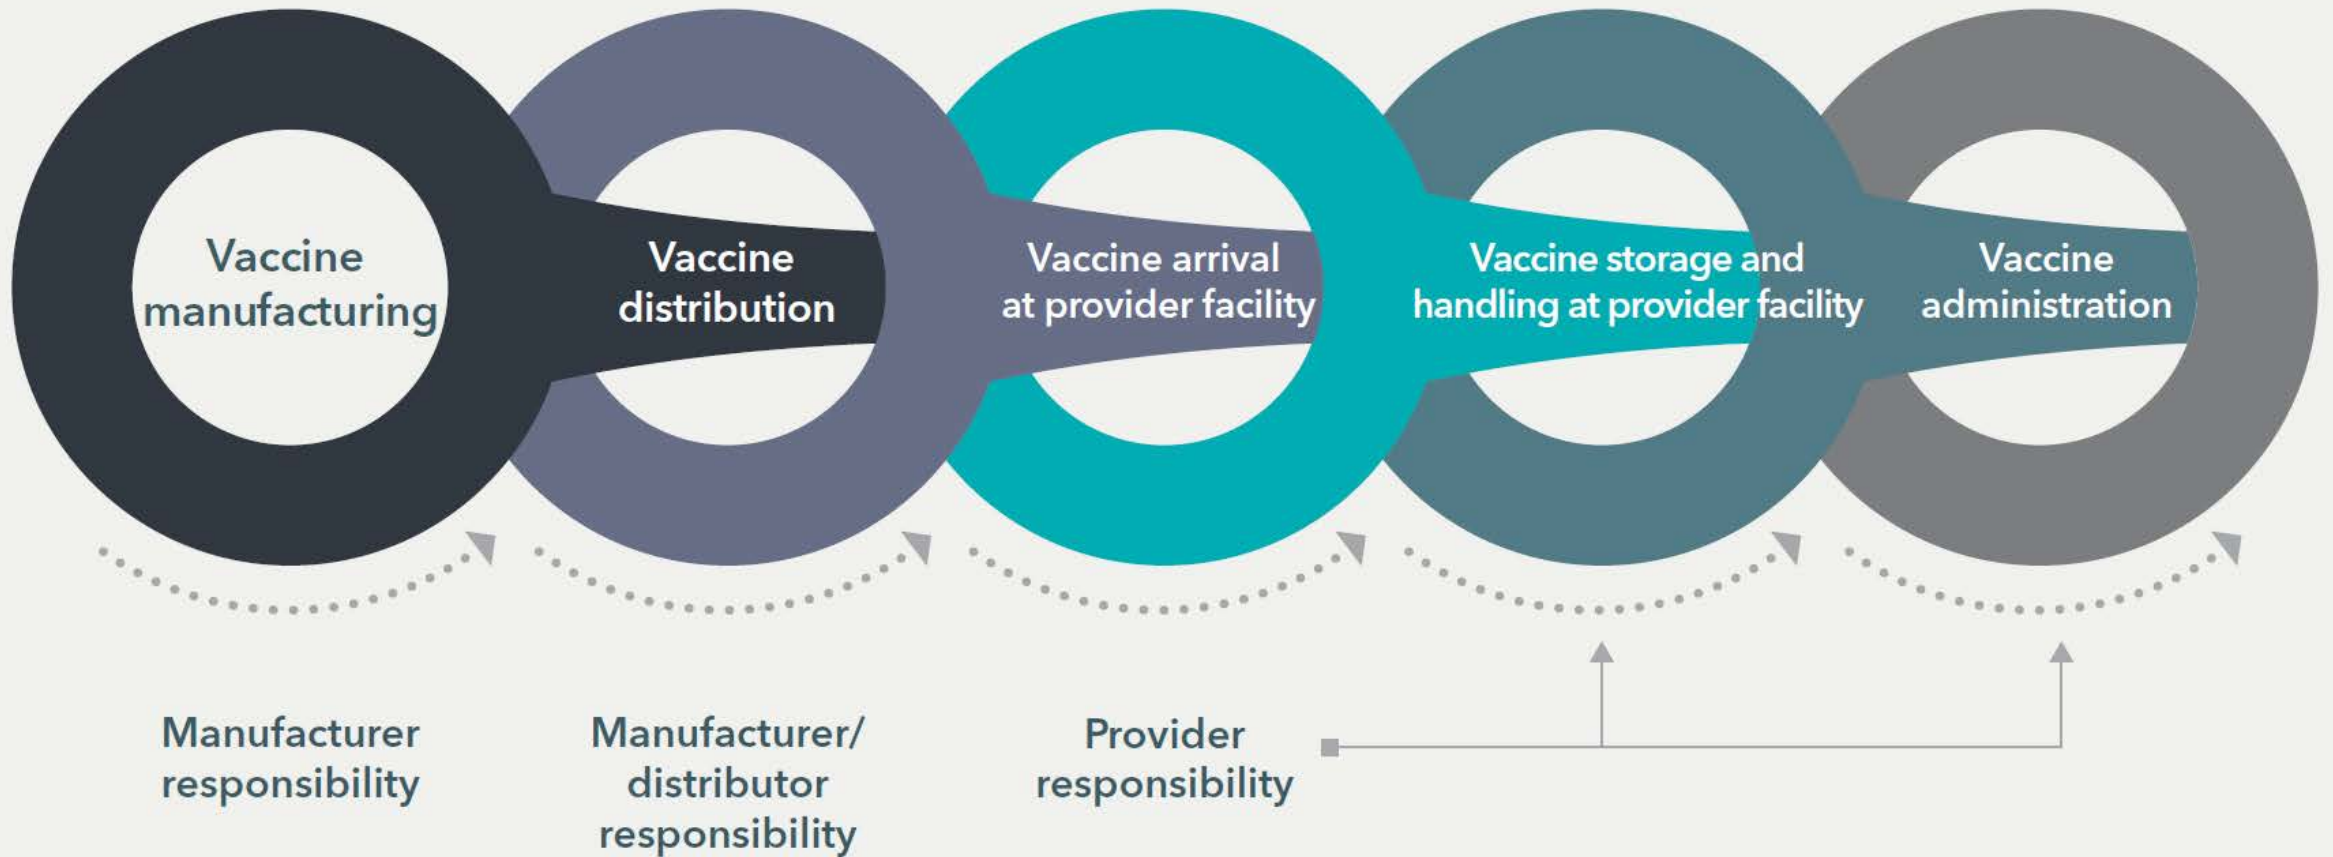 Vaccine
manufacturing
Vaccine
distribution
Vaccine arrival
at provider facility
Vaccine storage and
handling at provider facility
Vaccine
administration
Manufacturer
responsibility
Manufacturer/
distributor
responsibility
Provider
responsibility